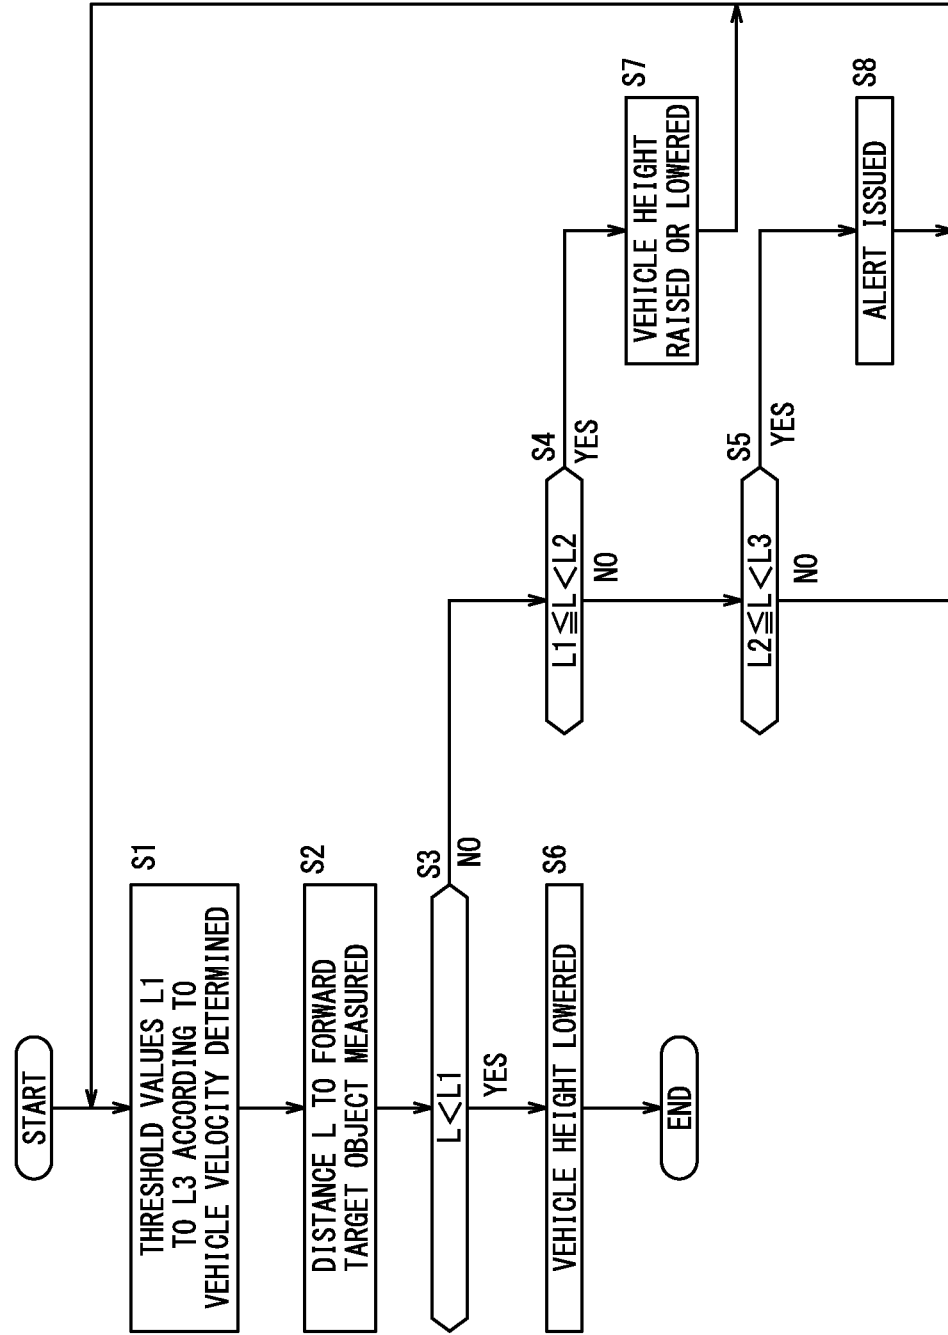 START
S1
THRESHOLD VALUES L1
TO L3 ACCORDING TO
VEHICLE VELOCITY DETERMINED
S2
DISTANCE L TO FORWARD
TARGET OBJECT MEASURED
S3
L<L1
NO
YES
S4
L1≦L<L2
YES
NO
S6
VEHICLE HEIGHT LOWERED
S7
VEHICLE HEIGHT
RAISED OR LOWERED
END
S5
L2≦L<L3
YES
NO
S8
ALERT ISSUED